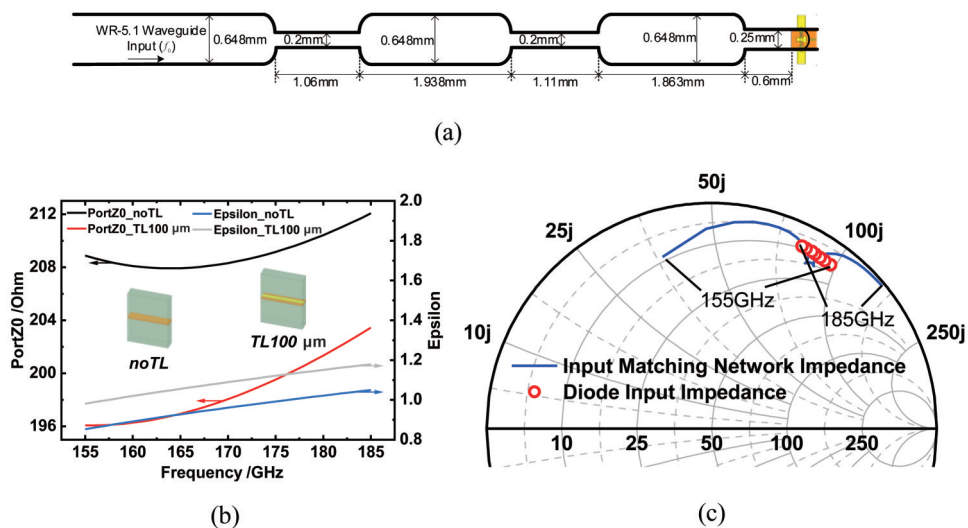 WR-5.1 Waveguide
Input (f₀)
0.648mm
0.2mm
0.648mm
0.2mm
0.648mm
0.25mm
1.06mm
1.938mm
1.11mm
1.863mm
0.6mm
(a)
PortZ0_noTL
Epsilon_noTL
PortZ0_TL100 μm
Epsilon_TL100 μm
212
208
204
200
196
PortZ0 /Ohm
2.0
1.8
1.6
1.4
1.2
1.0
0.8
Epsilon
noTL
TL100 μm
155 160 165 170 175 180 185
Frequency /GHz
(b)
50j
25j
100j
10j
250j
155GHz
185GHz
Input Matching Network Impedance
Diode Input Impedance
10 25 50 100 250
(c)